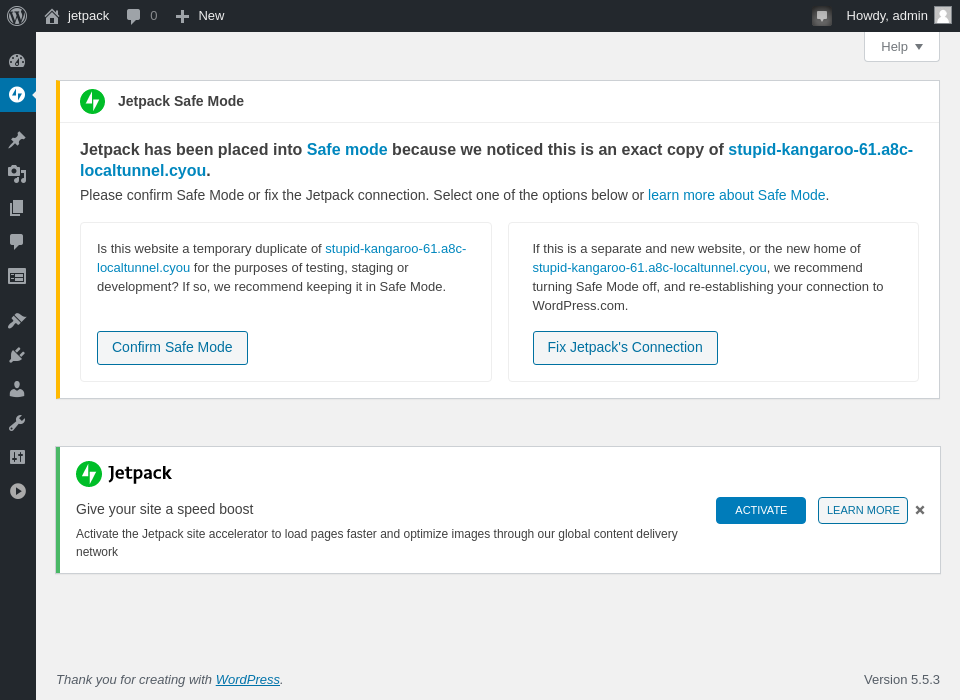 jetpack 0 New Howdy, admin
Help
Jetpack Safe Mode
Jetpack has been placed into Safe mode because we noticed this is an exact copy of stupid-kangaroo-61.a8c-
localtunnel.cyou.
Please confirm Safe Mode or fix the Jetpack connection. Select one of the options below or learn more about Safe Mode.
Is this website a temporary duplicate of stupid-kangaroo-61.a8c-
localtunnel.cyou for the purposes of testing, staging or
development? If so, we recommend keeping it in Safe Mode.
Confirm Safe Mode
If this is a separate and new website, or the new home of
stupid-kangaroo-61.a8c-localtunnel.cyou, we recommend
turning Safe Mode off, and re-establishing your connection to
WordPress.com.
Fix Jetpack's Connection
Jetpack
Give your site a speed boost
Activate the Jetpack site accelerator to load pages faster and optimize images through our global content delivery
network
ACTIVATE
LEARN MORE
Thank you for creating with WordPress.
Version 5.5.3